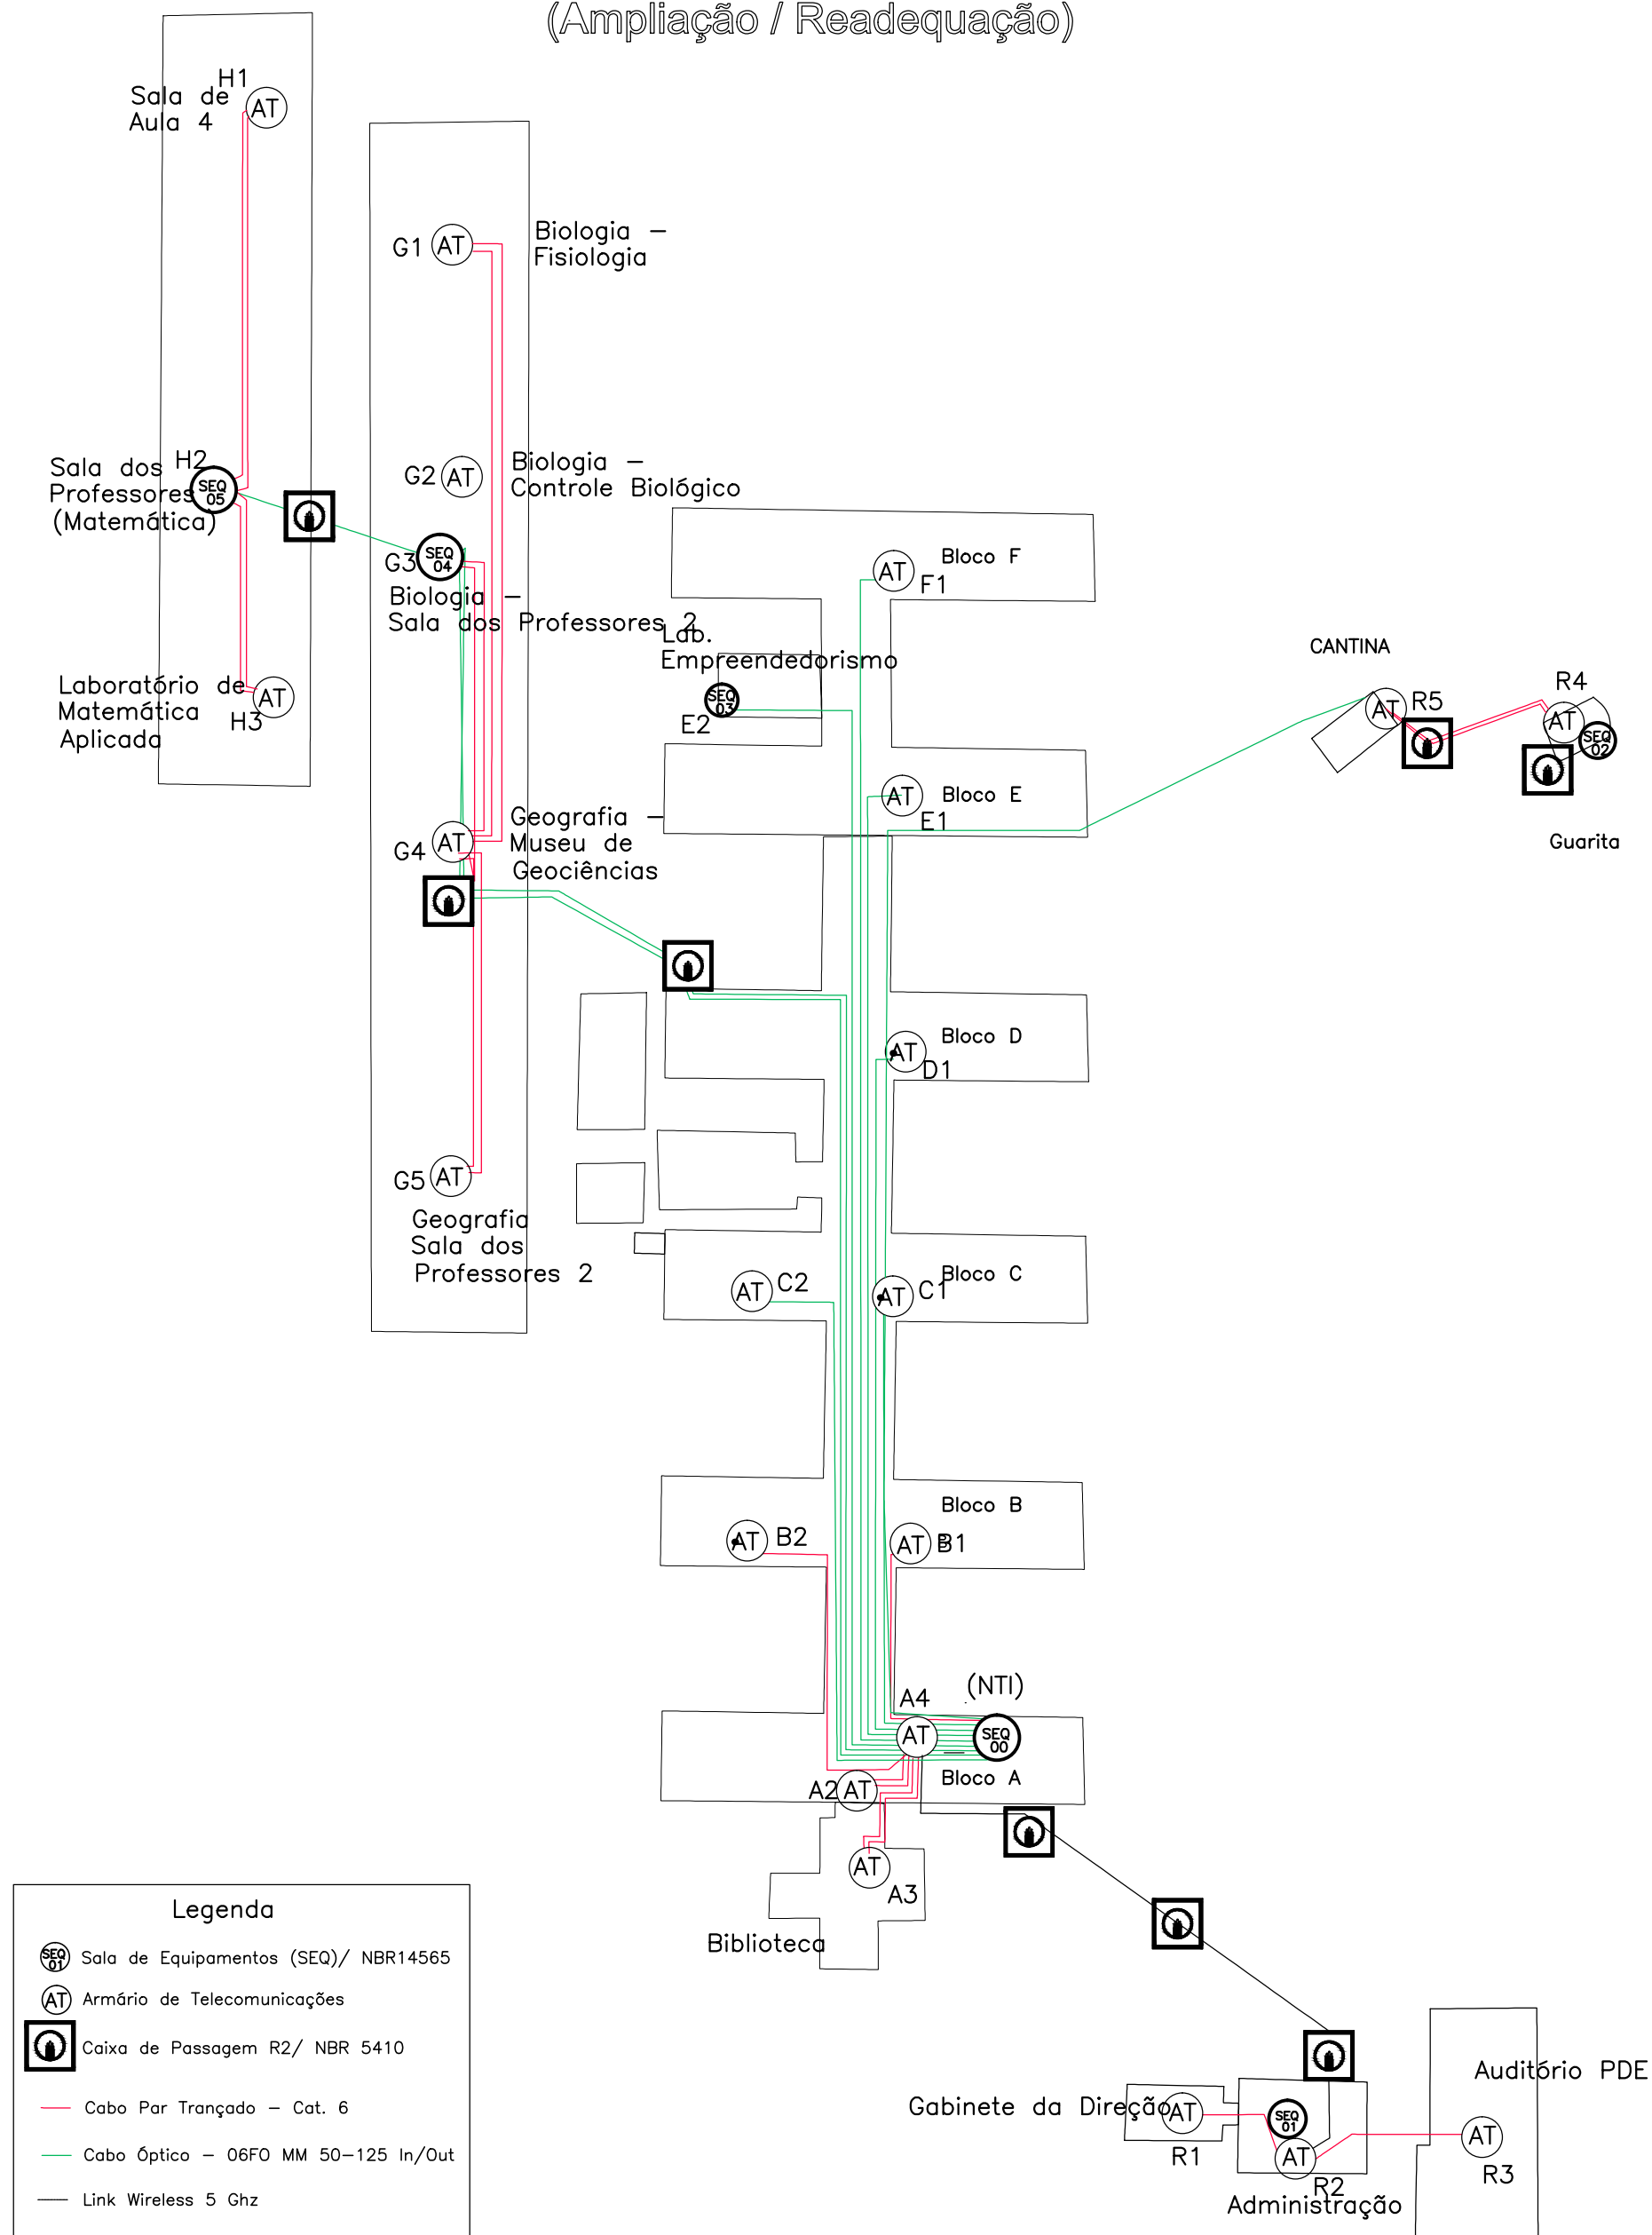 (Ampliação / Readequação)
H1
Sala de
Aula 4
AT
G1
AT
Biologia –
Fisiologia
H2
Sala dos
Professores
(Matemática)
SEQ
05
G2
AT
Biologia –
Controle Biológico
G3
SEQ
04
Biologia –
Sala dos Professores 2
AT
F1
Bloco F
Lab.
Empreendedorismo
SEQ
03
E2
CANTINA
AT
R5
R4
AT
SEQ
02
Guarita
Laboratório de
Matemática
Aplicada
AT
H3
AT
E1
Bloco E
G4
AT
Geografia –
Museu de
Geociências
AT
D1
Bloco D
G5
AT
Geografia
Sala dos
Professores 2
AT
C2
AT
C1
Bloco C
AT
B2
AT
B1
Bloco B
(NTI)
A4
AT
SEQ
00
Bloco A
A2
AT
AT
A3
Biblioteca
Legenda
SEQ
01
Sala de Equipamentos (SEQ)/ NBR14565
AT
Armário de Telecomunicações
Caixa de Passagem R2/ NBR 5410
Cabo Par Trançado – Cat. 6
Cabo Óptico – 06FO MM 50-125 In/Out
Link Wireless 5 Ghz
Gabinete da Direção
AT
R1
SEQ
01
AT
R2
Administração
Auditório PDE
AT
R3